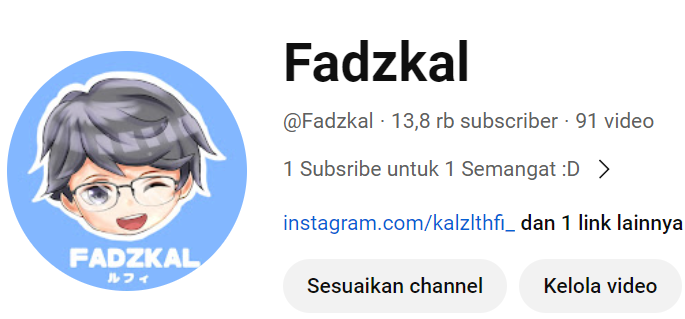 Fadzkal
@Fadzkal · 13,8 rb subscriber · 91 video
1 Subsribe untuk 1 Semangat :D
instagram.com/kalzlthfi_ dan 1 link lainnya
Sesuaikan channel
Kelola video
FADZKAL
ルフィ